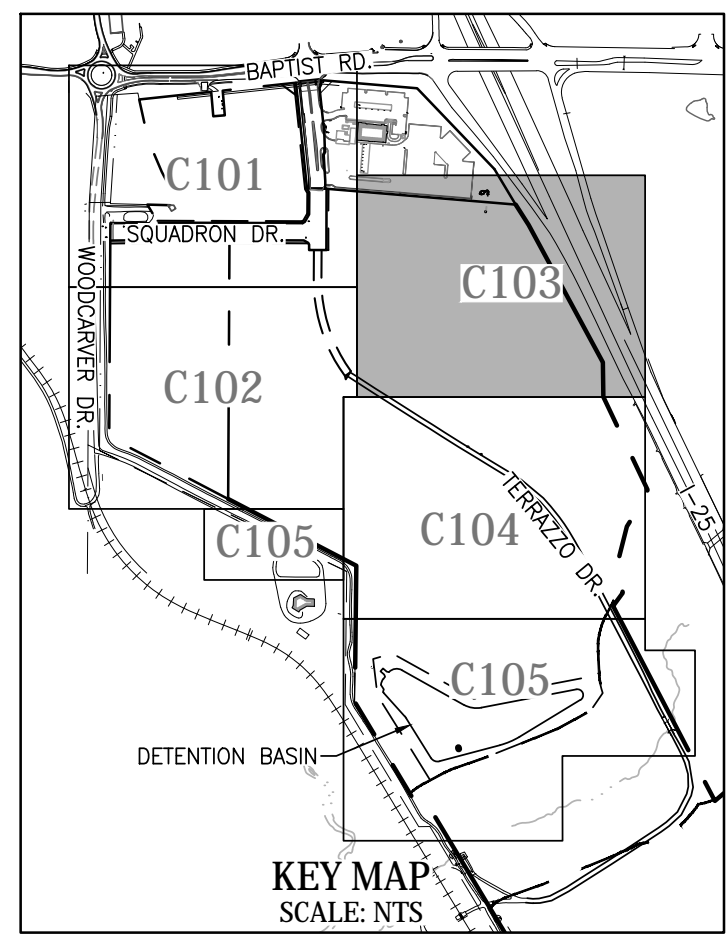 BAPTIST RD.
C101
SQUADRON DR.
WOODCARVER DR.
C103
C102
TERRAZZO DR.
I-25
C105
C104
C105
DETENTION BASIN
KEY MAP
SCALE: NTS